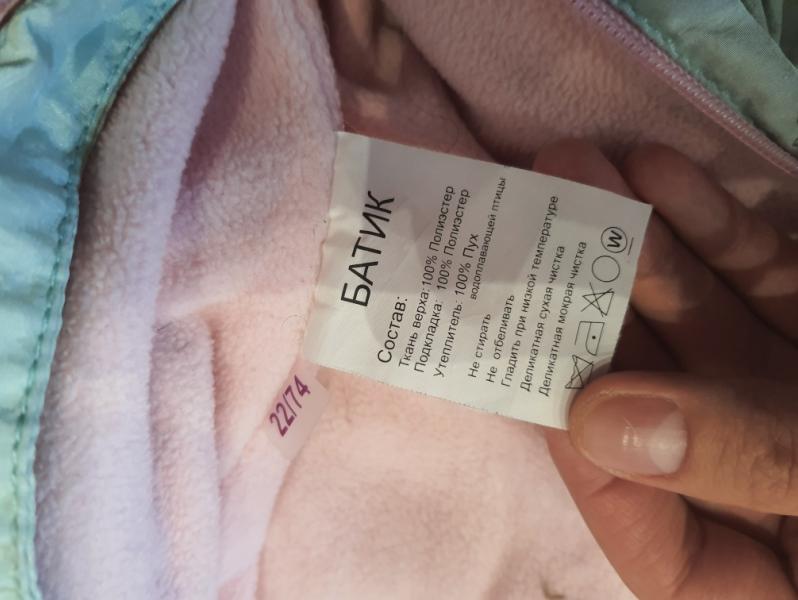 БАТИК
Состав:
Ткань верха:100% Полиэстер
Подкладка: 100% Полиэстер
Утеплитель: 100% Пух
водоплавающей птицы
Не стирать
Не отбеливать
Гладить при низкой температуре
Деликатная сухая чистка
Деликатная мокрая чистка
W
22/74